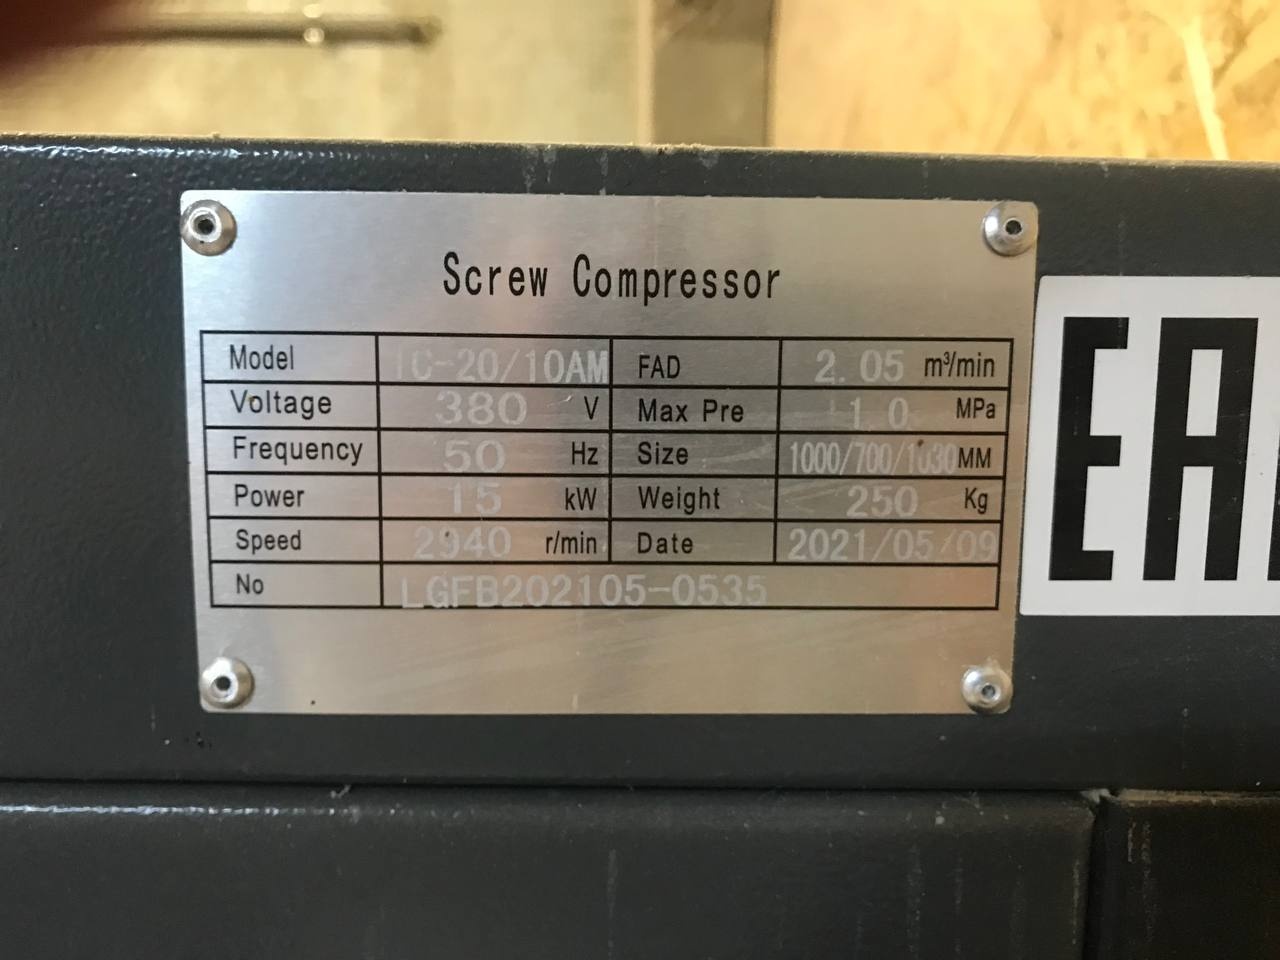 Screw Compressor
Model IC-20/10AM FAD 2.05 m³/min
Voltage 380 V Max Pre 1.0 MPa
Frequency 50 Hz Size 1000/700/1030 MM
Power 15 kW Weight 250 Kg
Speed 2940 r/min Date 2021/05/09
No LGFB202105-0535
EA